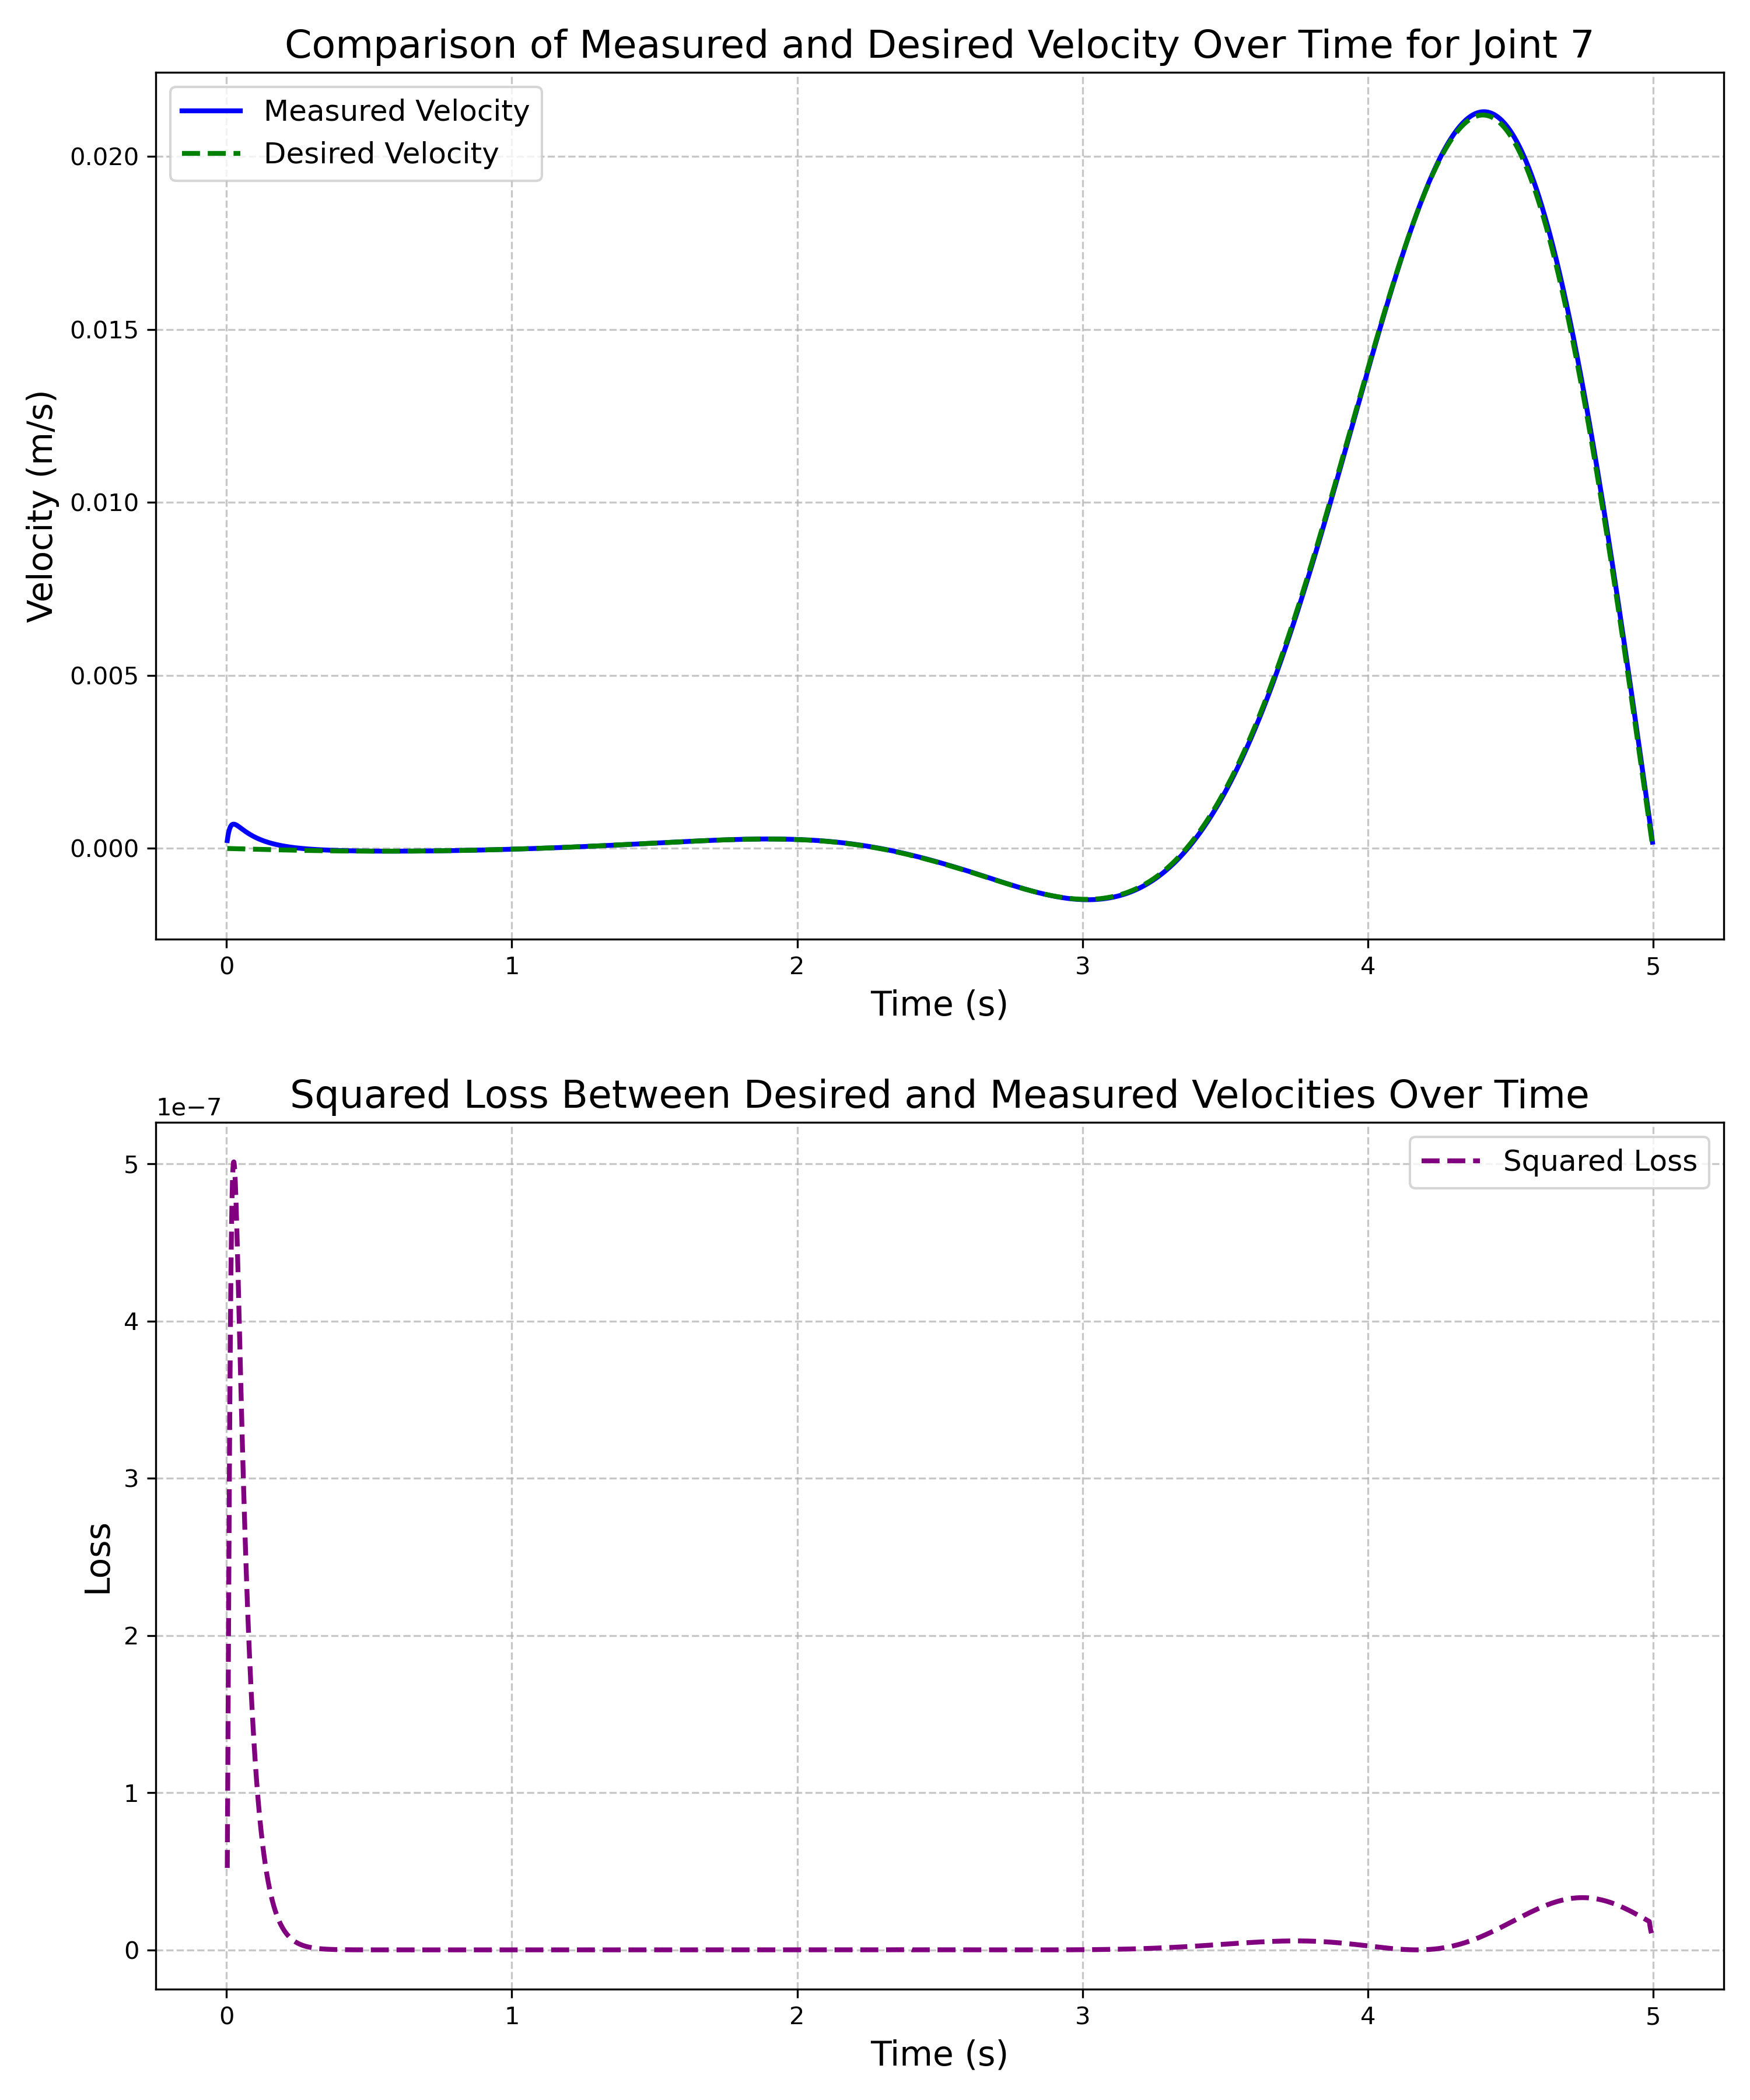 Comparison of Measured and Desired Velocity Over Time for Joint 7
Measured Velocity
Desired Velocity
Velocity (m/s)
0.020
0.015
0.010
0.005
0.000
0 1 2 3 4 5
Time (s)
Squared Loss Between Desired and Measured Velocities Over Time
1e−7
Squared Loss
Loss
5
4
3
2
1
0
0 1 2 3 4 5
Time (s)